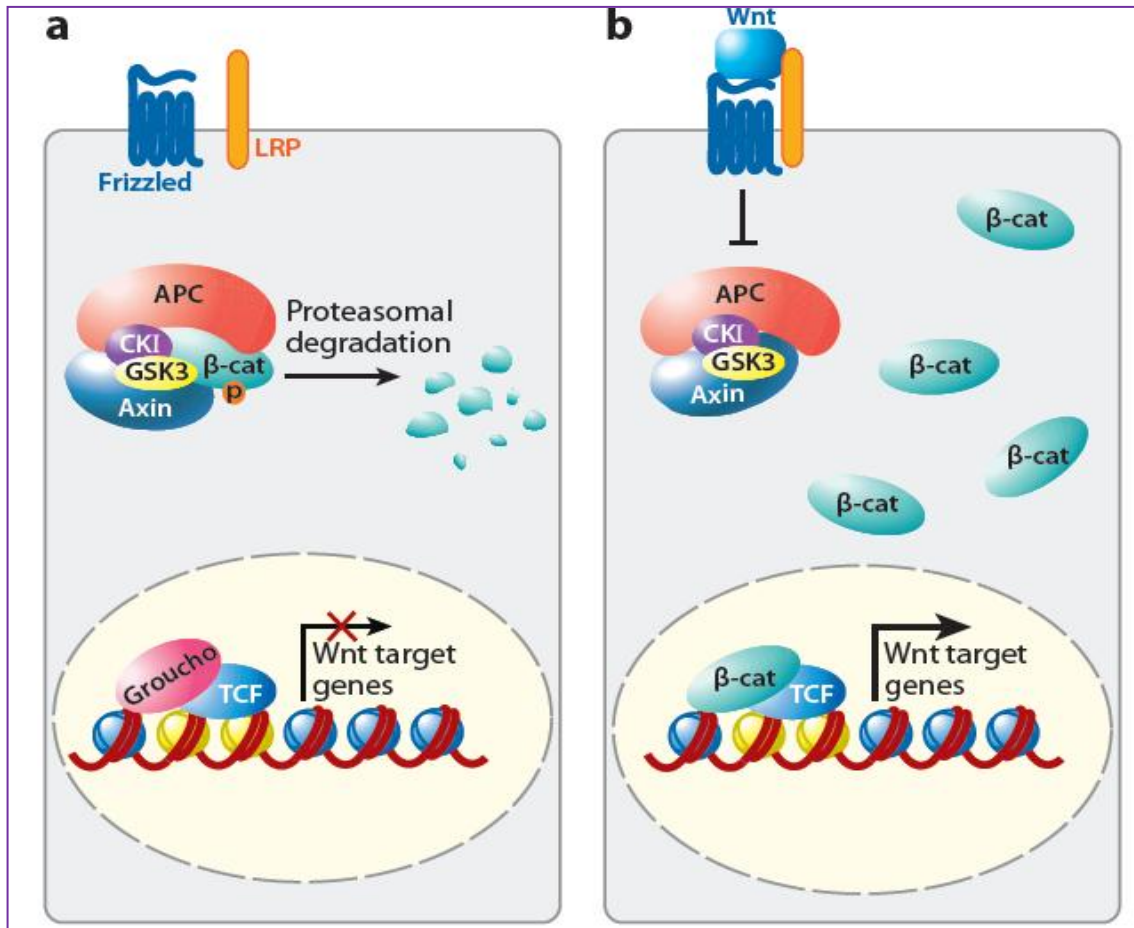 a
LRP
Frizzled
APC
CKI
GSK3
β-cat
p
Axin
Proteasomal
degradation
Groucho
TCF
Wnt target
genes
b
Wnt
APC
CKI
GSK3
Axin
β-cat
β-cat
β-cat
β-cat
β-cat
TCF
Wnt target
genes